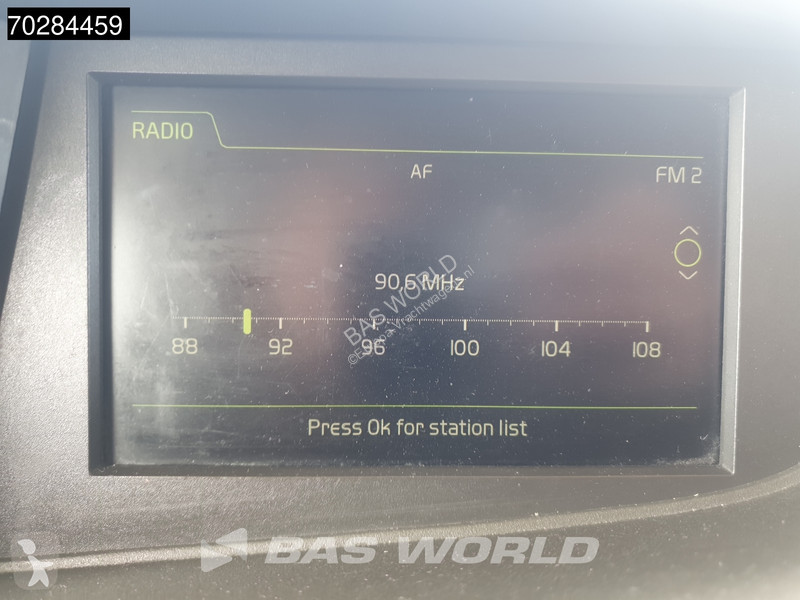 70284459
RADIO
AF
FM 2
90,6 MHz
88 92 96 100 104 108
Press Ok for station list
BAS WORLD
BAS WORLD